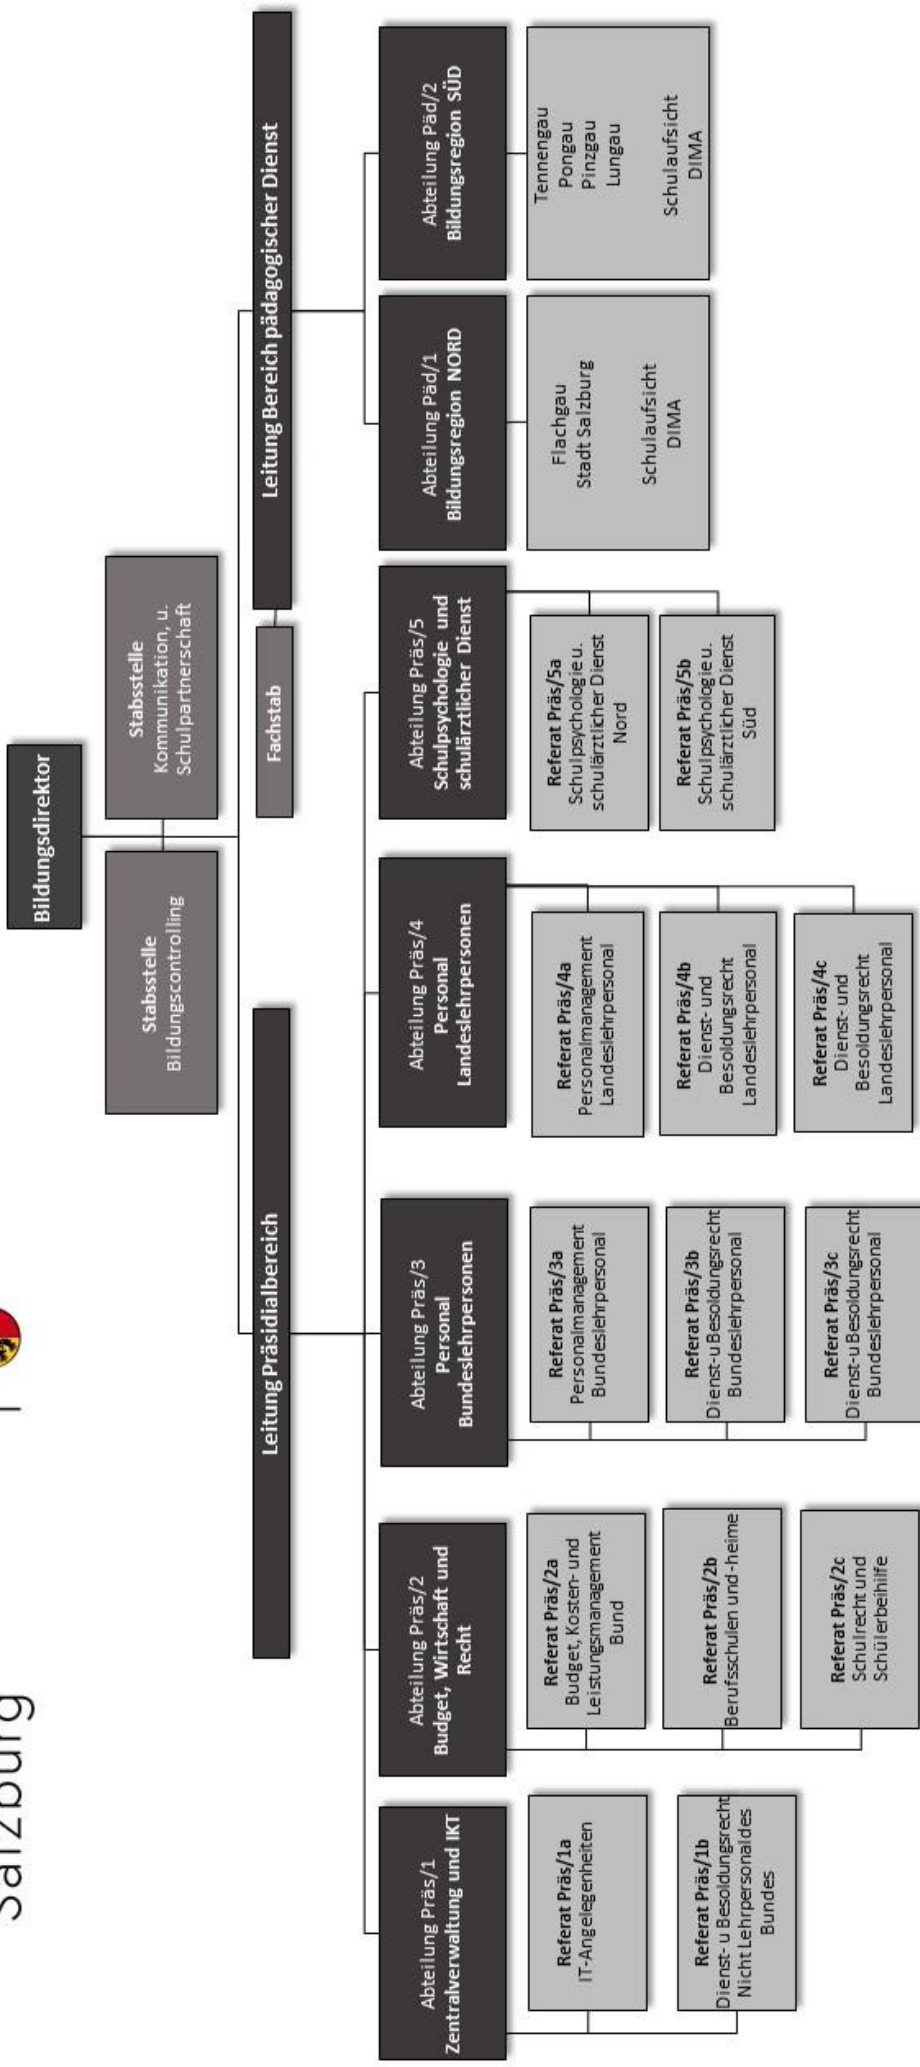 Salzburg
Bildungsdirektor
Stabsstelle
Bildungscontrolling
Stabsstelle
Kommunikation, u.
Schulpartnerschaft
Leitung Präsidialbereich
Fachstab
Leitung Bereich pädagogischer Dienst
Abteilung Präs/1
Zentralverwaltung und IKT
Referat Präs/1a
IT-Angelegenheiten
Referat Präs/1b
Dienst- u Besoldungsrecht
Nicht Lehrpersonaldes
Bundes
Abteilung Präs/2
Budget, Wirtschaft und
Recht
Referat Präs/2a
Budget, Kosten- und
Leistungsmanagement
Bund
Referat Präs/2b
Berufsschulen und -heime
Referat Präs/2c
Schulrecht und
Schülerbeihilfe
Abteilung Präs/3
Personal
Bundeslehrpersonen
Referat Präs/3a
Personalmanagement
Bundeslehrpersonal
Referat Präs/3b
Dienst-u Besoldungsrecht
Bundeslehrpersonal
Referat Präs/3c
Dienst-u Besoldungsrecht
Bundeslehrpersonal
Abteilung Präs/4
Personal
Landeslehrpersonen
Referat Präs/4a
Personalmanagement
Landeslehrpersonal
Referat Präs/4b
Dienst- und
Besoldungsrecht
Landeslehrpersonal
Referat Präs/4c
Dienst- und
Besoldungsrecht
Landeslehrpersonal
Abteilung Präs/5
Schulpsychologie und
schulärztlicher Dienst
Referat Präs/5a
Schulpsychologie u.
schulärztlicher Dienst
Nord
Referat Präs/5b
Schulpsychologie u.
schulärztlicher Dienst
Süd
Abteilung Päd/1
Bildungsregion NORD
Flachgau
Stadt Salzburg
Schulaufsicht
DIMA
Abteilung Päd/2
Bildungsregion SÜD
Tennengau
Pongau
Pinzgau
Lungau
Schulaufsicht
DIMA